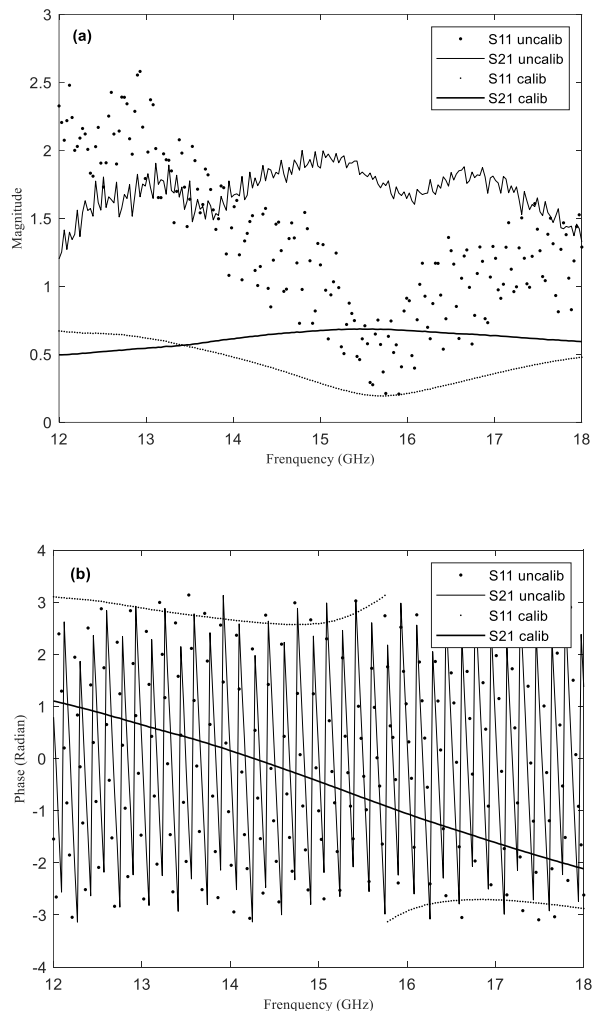 3
(a)
S11 uncalib
S21 uncalib
S11 calib
S21 calib
2.5
2
1.5
1
0.5
0
Magnitude
12 13 14 15 16 17 18
Frenquency (GHz)
4
(b)
S11 uncalib
S21 uncalib
S11 calib
S21 calib
3
2
1
0
-1
-2
-3
-4
Phase (Radian)
12 13 14 15 16 17 18
Frenquency (GHz)